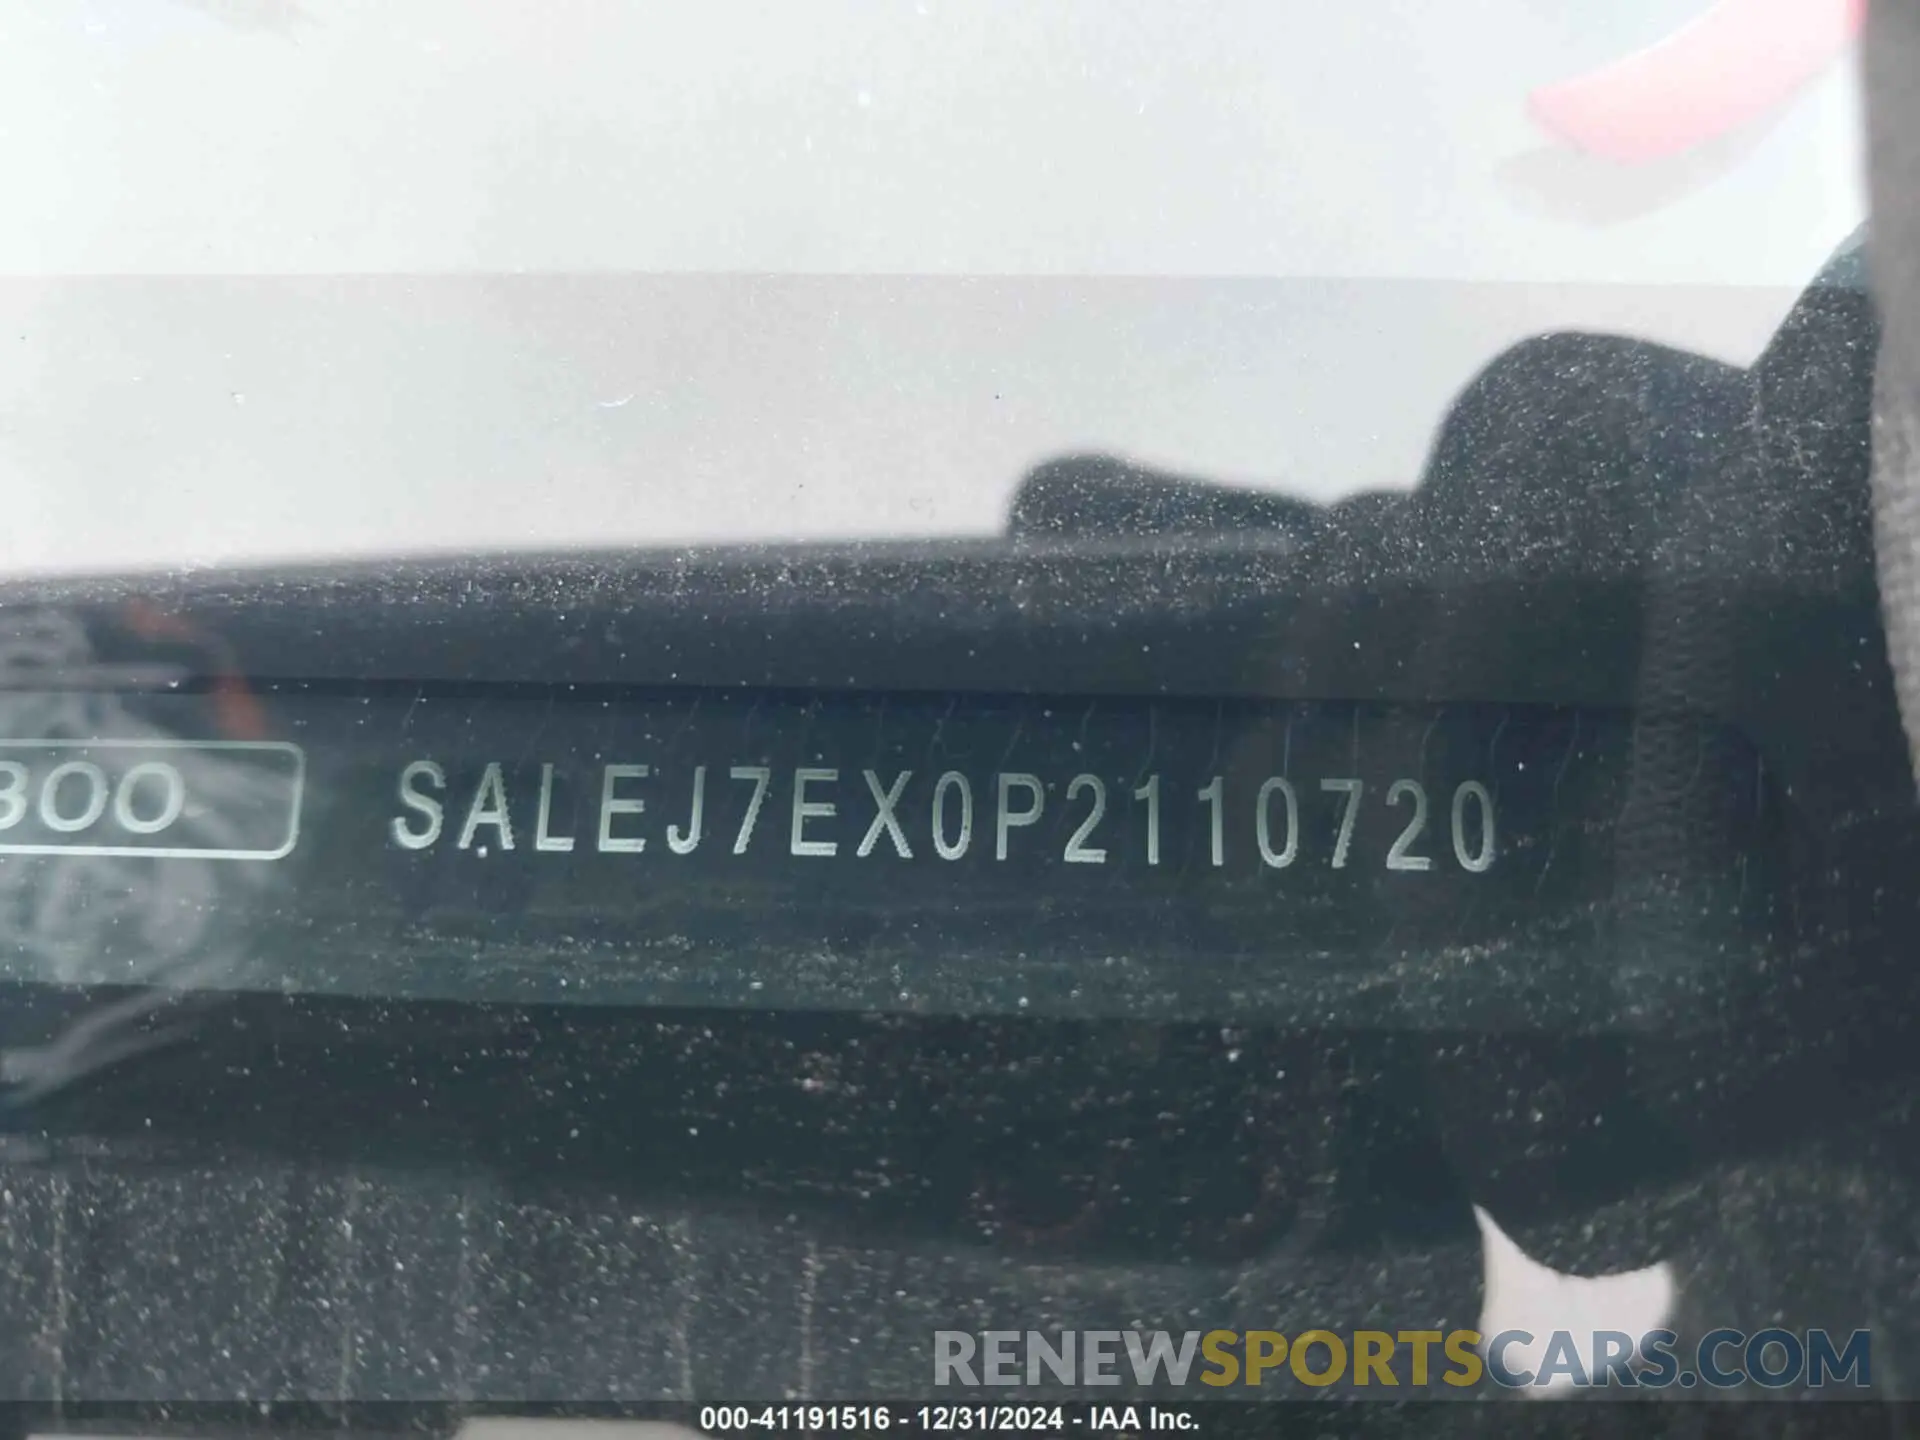 300 SALEJ7EX0P2110720
RENEWSPORTSCARS.COM
000-41191516 - 12/31/2024 - IAA Inc.